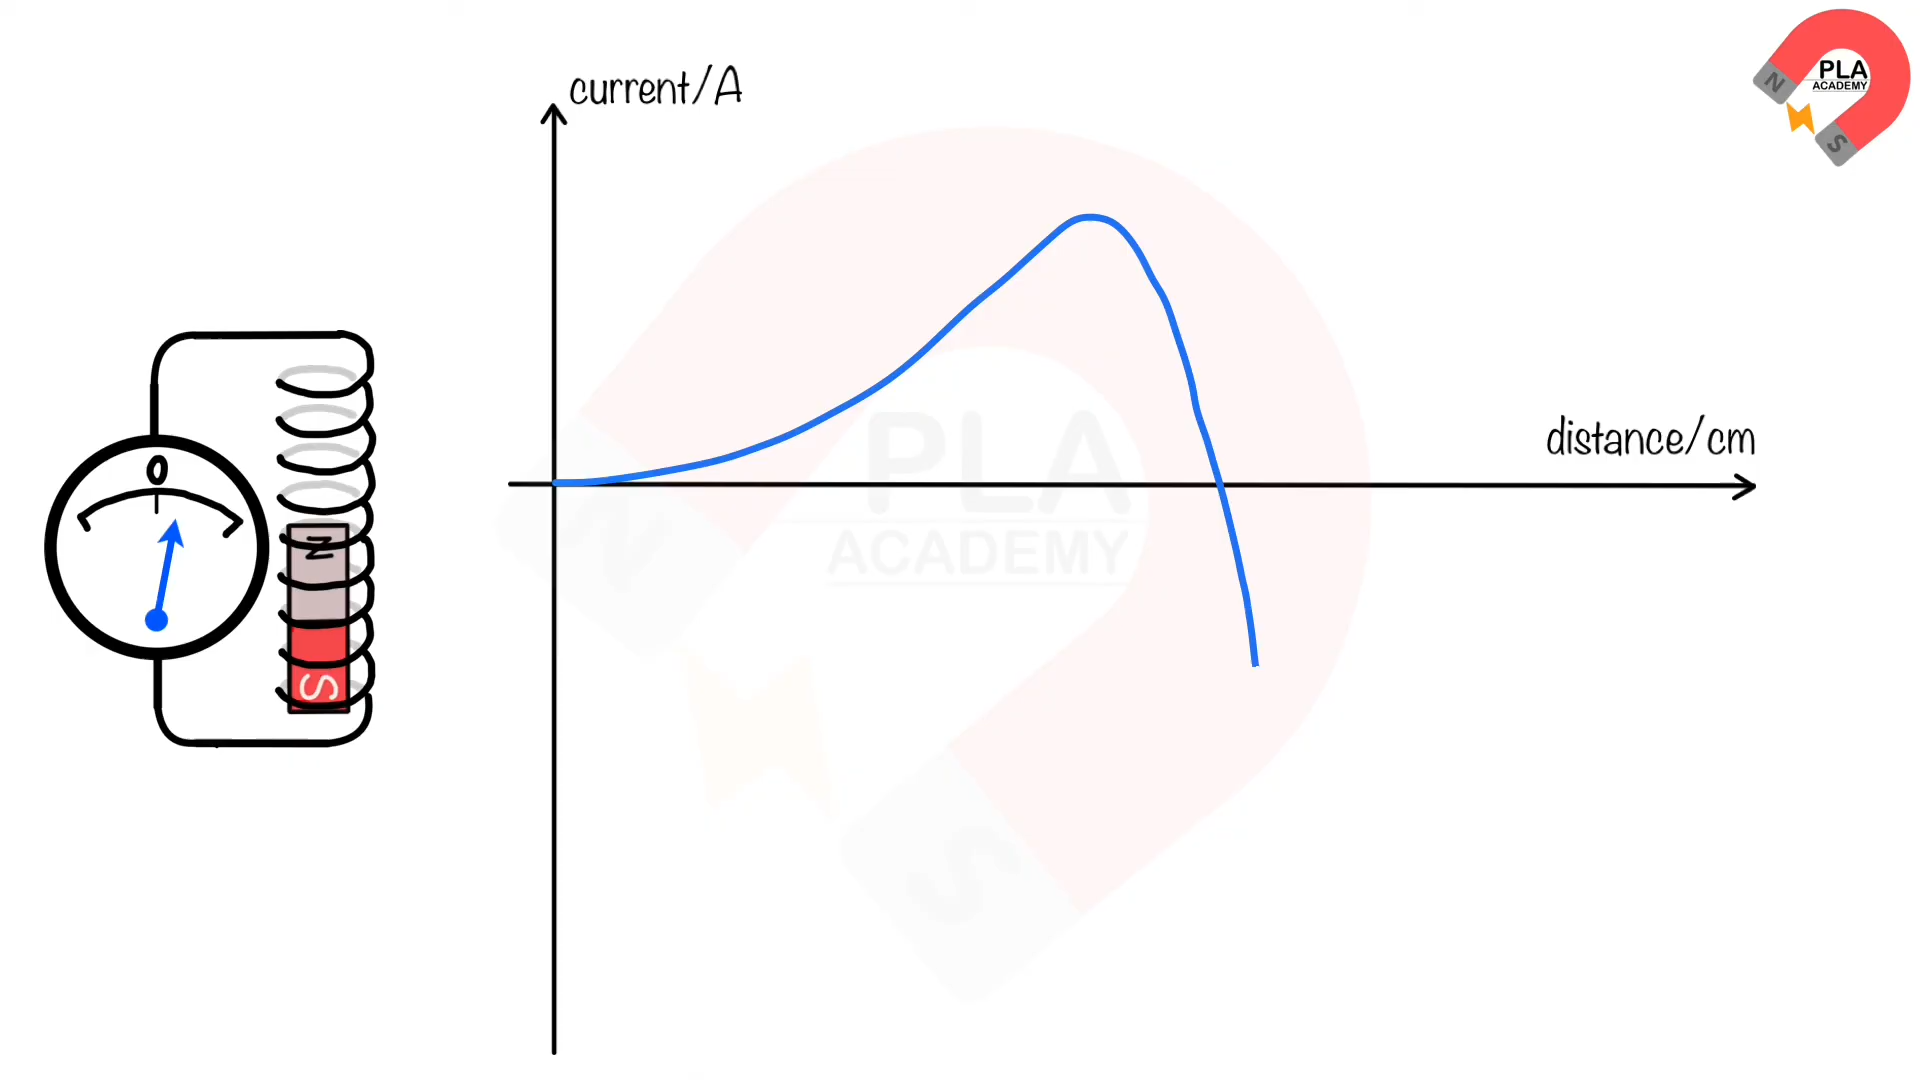 current/A
N
PLA
ACADEMY
S
distance/cm
0
N
S
PLA
ACADEMY
N
S